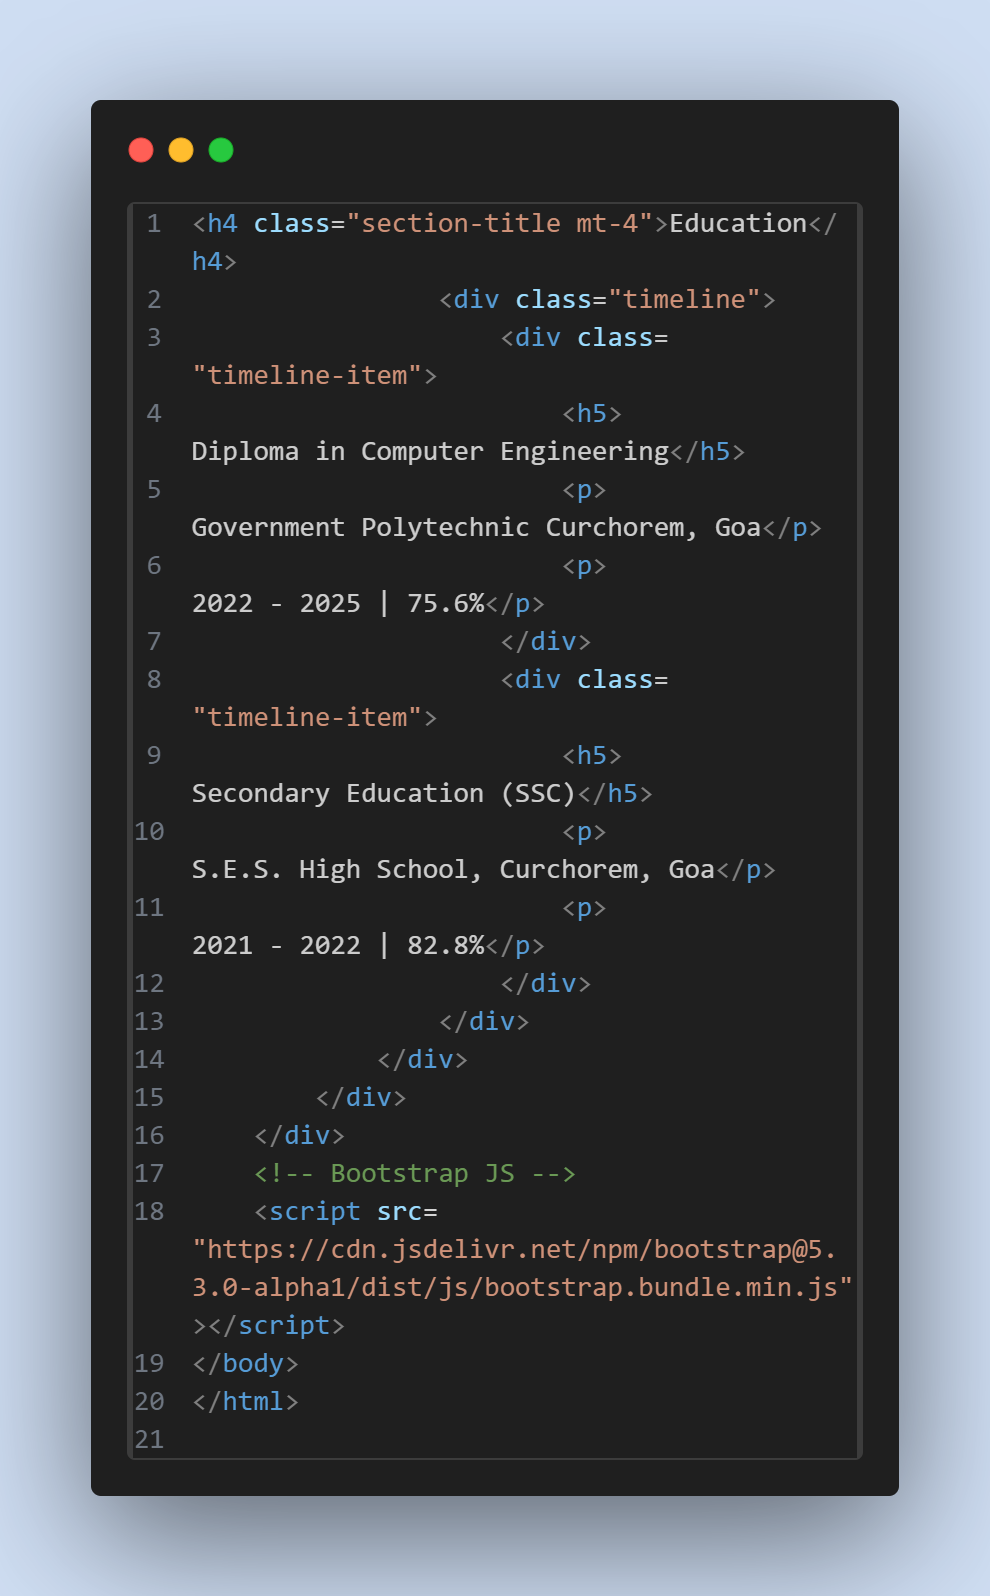 1 <h4 class="section-title mt-4">Education</
h4>
2 <div class="timeline">
3 <div class=
"timeline-item">
4 <h5>
Diploma in Computer Engineering</h5>
5 <p>
Government Polytechnic Curchorem, Goa</p>
6 <p>
2022 - 2025 | 75.6%</p>
7 </div>
8 <div class=
"timeline-item">
9 <h5>
Secondary Education (SSC)</h5>
10 <p>
S.E.S. High School, Curchorem, Goa</p>
11 <p>
2021 - 2022 | 82.8%</p>
12 </div>
13 </div>
14 </div>
15 </div>
16 </div>
17 <!-- Bootstrap JS -->
18 <script src=
"https://cdn.jsdelivr.net/npm/bootstrap@5.
3.0-alpha1/dist/js/bootstrap.bundle.min.js"
></script>
19 </body>
20 </html>
21